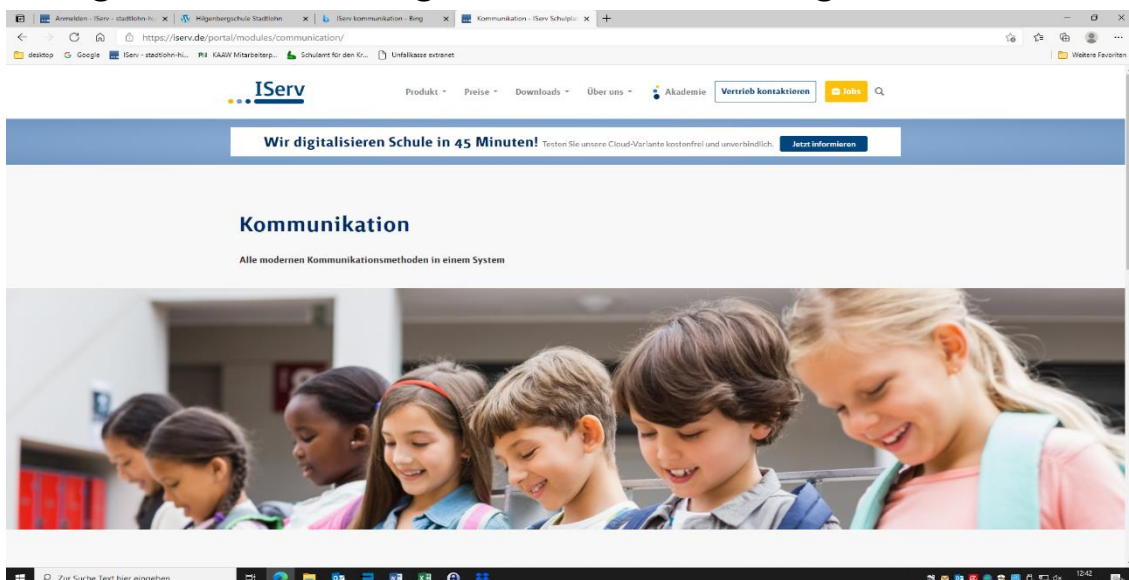 Anmelden - IServ - stadtlohn-hi
Hilgenbergschule Stadtlohn
IServ kommunikation - Bing
Kommunikation - IServ Schulpla
https://iserv.de/portal/modules/communication/
desktop
Google
IServ - stadtlohn-hi...
KAAW Mitarbeiterp...
Schulamt für den Kr...
Unfallkasse extranet
Weitere Favoriten
IServ
Produkt
Preise
Downloads
Über uns
Akademie
Vertrieb kontaktieren
Jobs
Wir digitalisieren Schule in 45 Minuten! Testen Sie unsere Cloud-Variante kostenfrei und unverbindlich.
Jetzt informieren
Kommunikation
Alle modernen Kommunikationsmethoden in einem System
Zur Suche Text hier eingeben
12:42